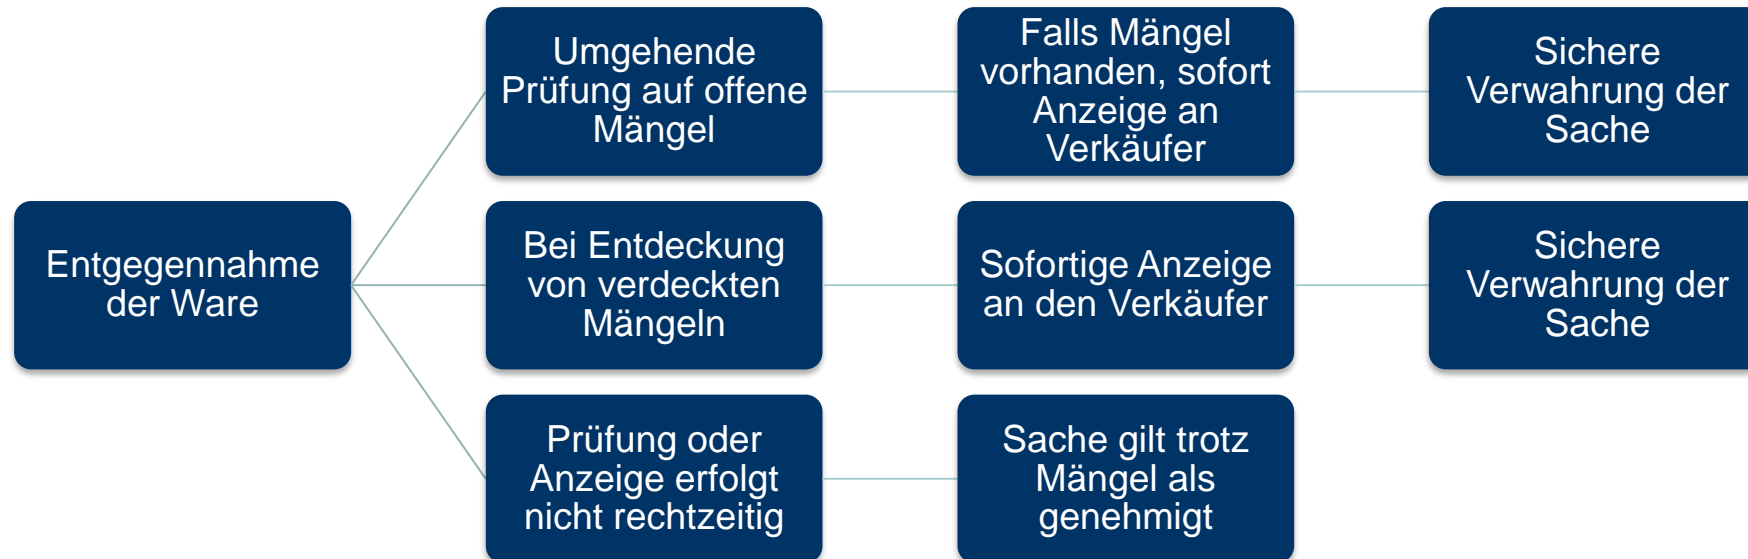 Entgegennahme
der Ware
Umgehende
Prüfung auf offene
Mängel
Falls Mängel
vorhanden, sofort
Anzeige an
Verkäufer
Sichere
Verwahrung der
Sache
Bei Entdeckung
von verdeckten
Mängeln
Sofortige Anzeige
an den Verkäufer
Sichere
Verwahrung der
Sache
Prüfung oder
Anzeige erfolgt
nicht rechtzeitig
Sache gilt trotz
Mängel als
genehmigt